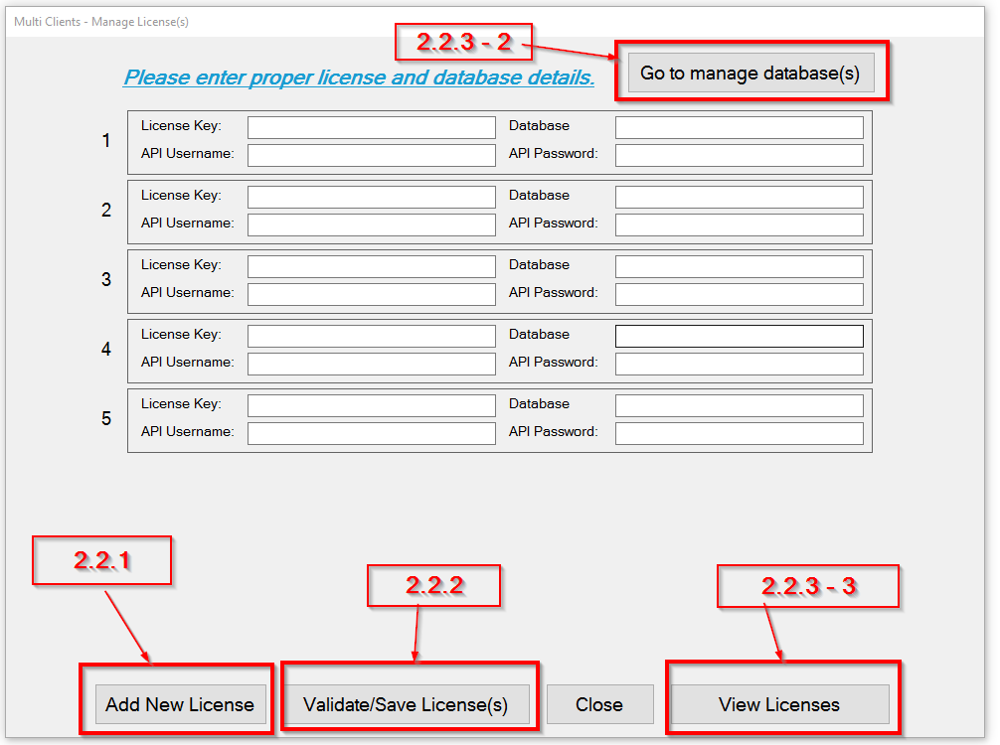 Multi Clients - Manage License(s)
2.2.3 - 2
Please enter proper license and database details.
Go to manage database(s)
1
License Key:
Database
API Username:
API Password:
2
License Key:
Database
API Username:
API Password:
3
License Key:
Database
API Username:
API Password:
4
License Key:
Database
API Username:
API Password:
5
License Key:
Database
API Username:
API Password:
2.2.1
2.2.2
2.2.3 - 3
Add New License
Validate/Save License(s)
Close
View Licenses